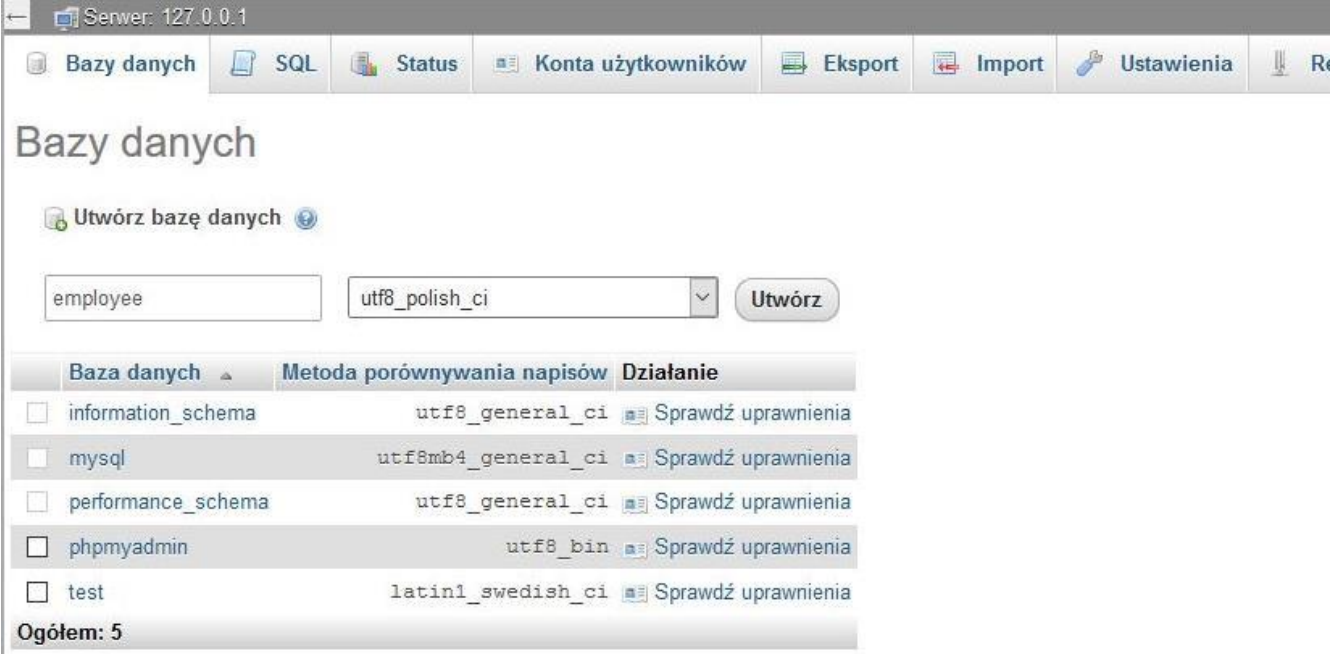 Serwer: 127.0.0.1
Bazy danych SQL Status Konta użytkowników Eksport Import Ustawienia
Bazy danych
Utwórz bazę danych
employee utf8_polish_ci Utwórz
Baza danych Metoda porównywania napisów Działanie
information_schema utf8_general_ci Sprawdź uprawnienia
mysql utf8mb4_general_ci Sprawdź uprawnienia
performance_schema utf8_general_ci Sprawdź uprawnienia
phpmyadmin utf8_bin Sprawdź uprawnienia
test latin1_swedish_ci Sprawdź uprawnienia
Ogółem: 5